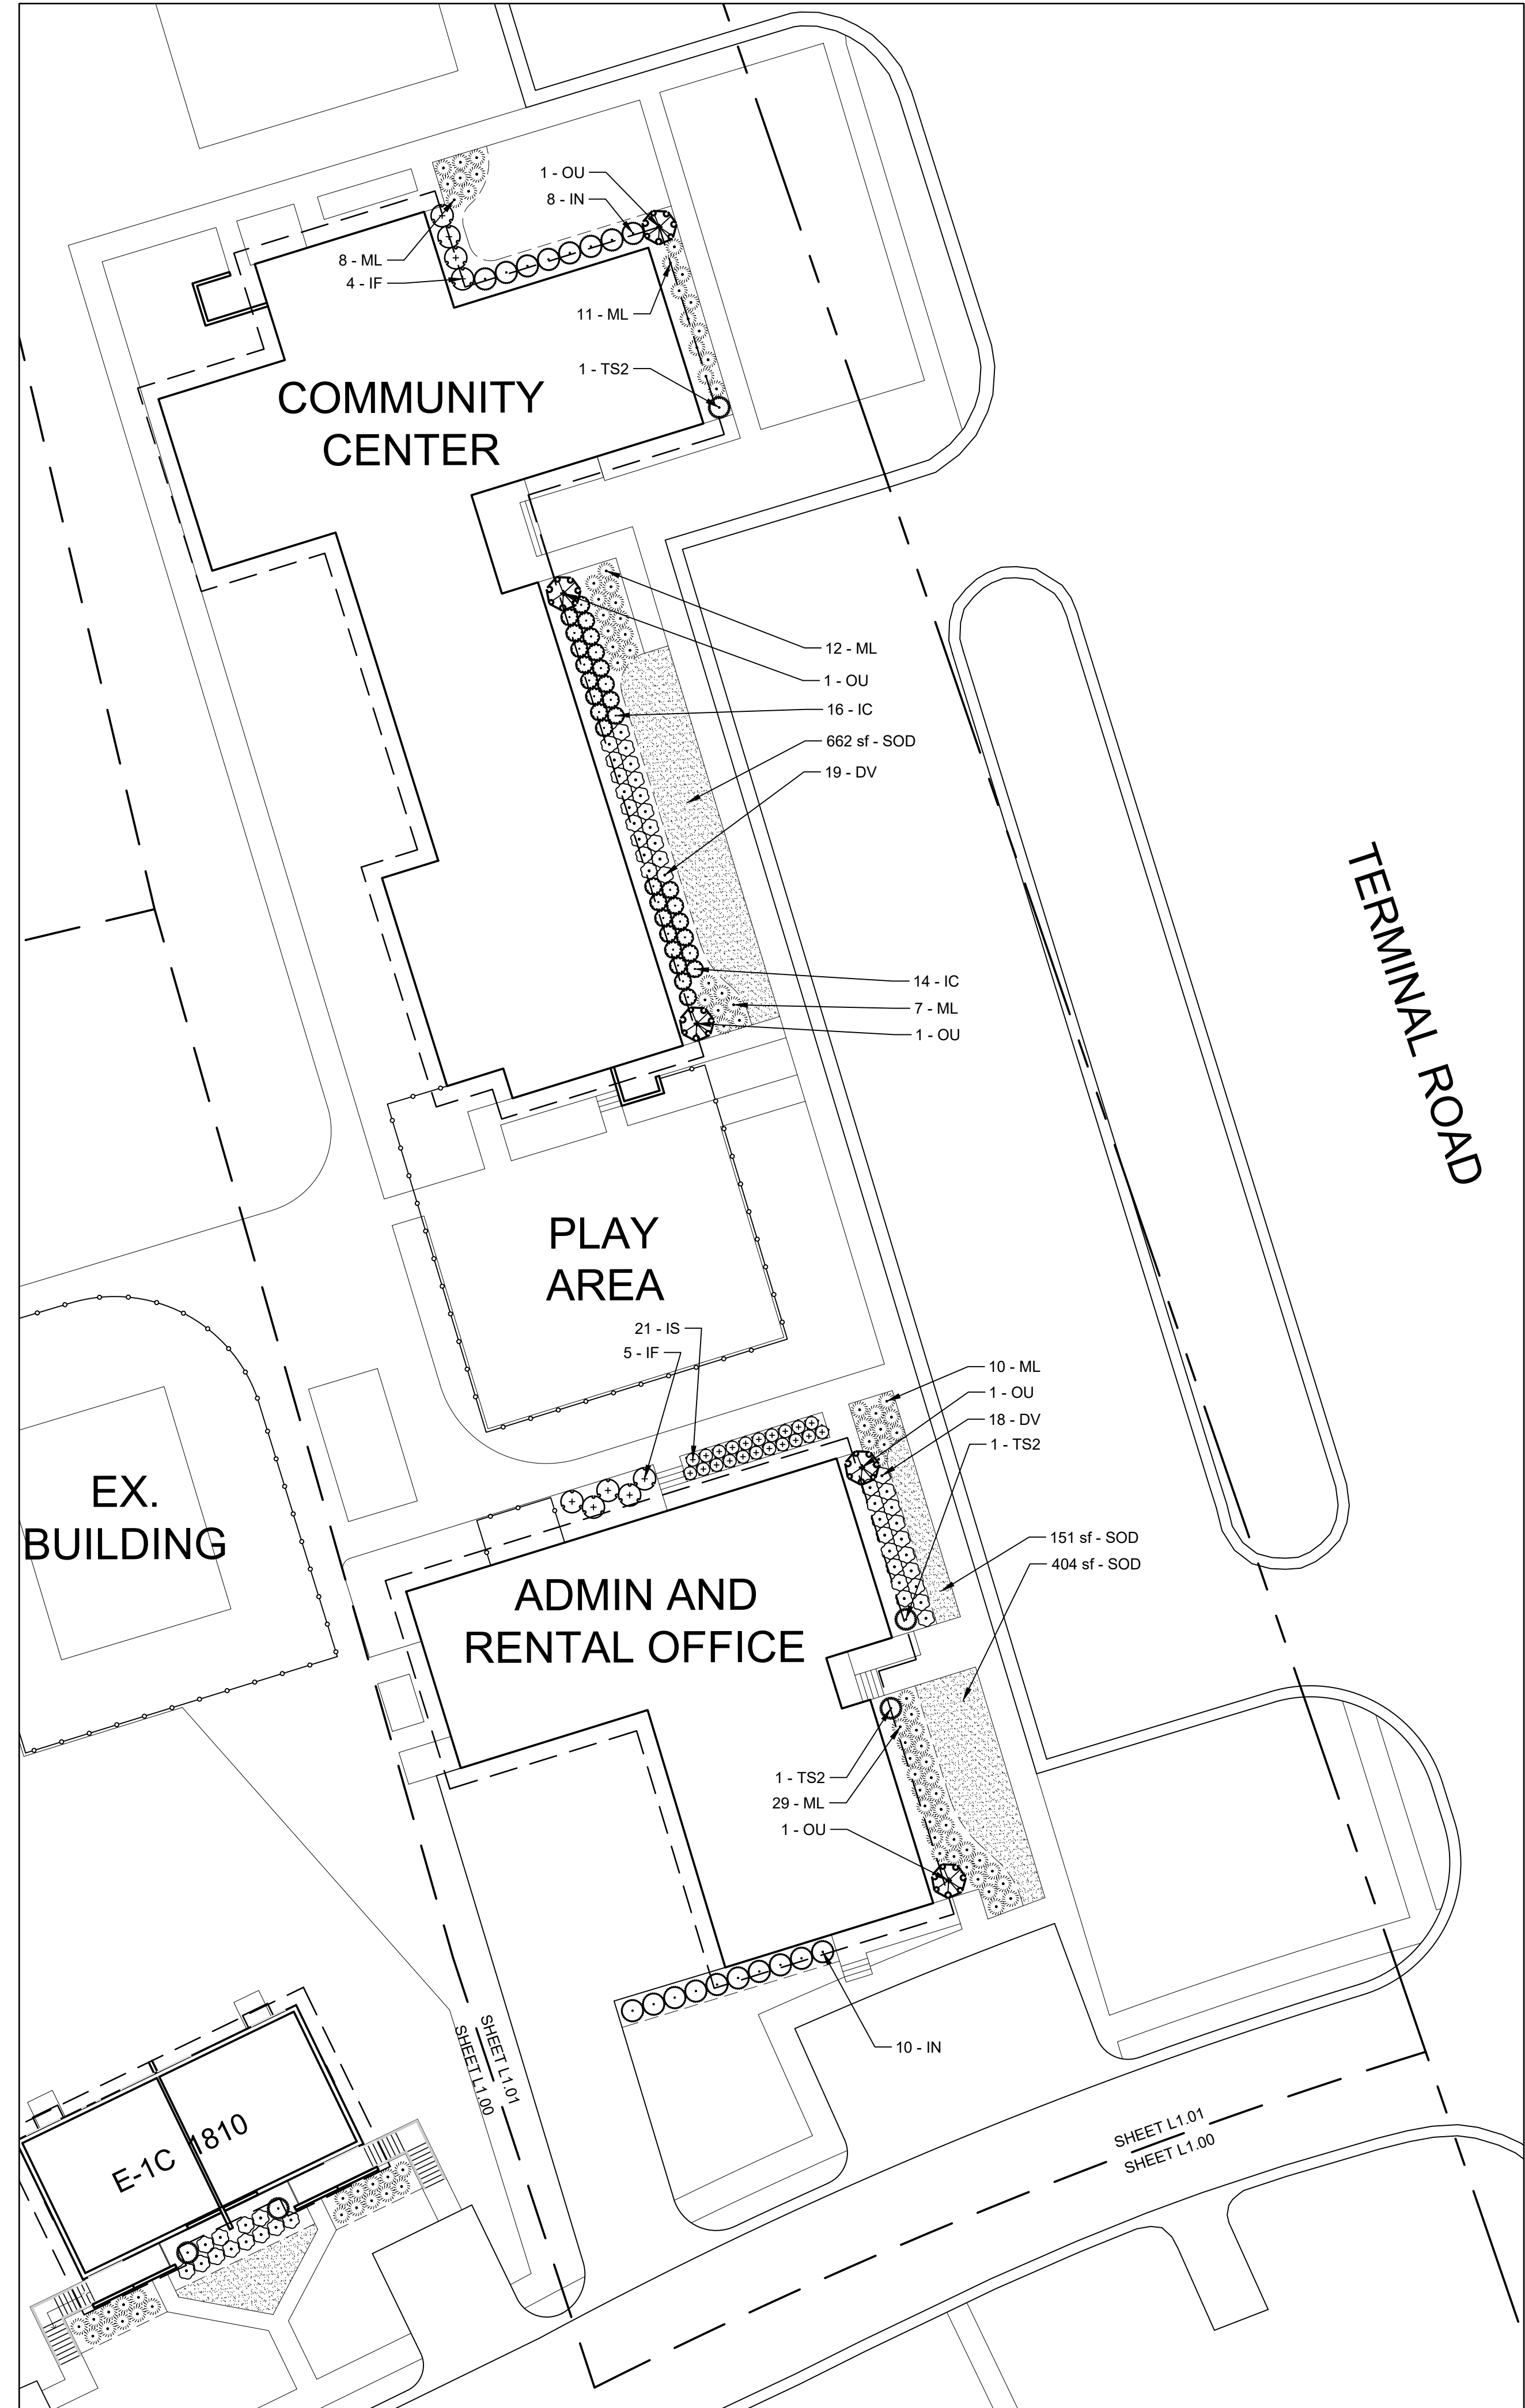 1 - OU
8 - IN
8 - ML
4 - IF
11 - ML
1 - TS2
COMMUNITY
CENTER
12 - ML
1 - OU
16 - IC
662 sf - SOD
19 - DV
14 - IC
7 - ML
1 - OU
TERMINAL ROAD
PLAY
AREA
21 - IS
5 - IF
10 - ML
1 - OU
18 - DV
1 - TS2
EX.
BUILDING
151 sf - SOD
404 sf - SOD
ADMIN AND
RENTAL OFFICE
1 - TS2
29 - ML
1 - OU
10 - IN
SHEET L1.01
SHEET L1.00
E-1C 1810
SHEET L1.01
SHEET L1.00